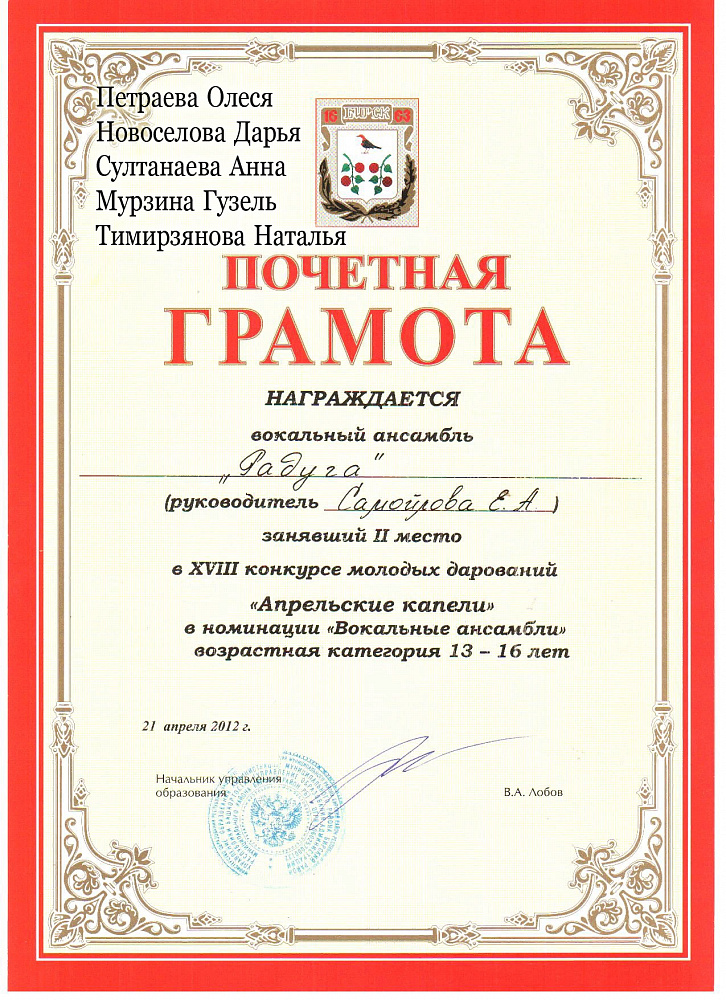 Петраева Олеся
Новоселова Дарья
Султанаева Анна
Мурзина Гузель
Тимирзянова Наталья
16 БИРСК 63
ПОЧЕТНАЯ
ГРАМОТА
НАГРАЖДАЕТСЯ
вокальный ансамбль
„Радуга"
(руководитель Е. А.)
занявший II место
в XVIII конкурсе молодых дарований
«Апрельские капели»
в номинации «Вокальные ансамбли»
возрастная категория 13 – 16 лет
21 апреля 2012 г.
Начальник управления
образования
В.А. Лобов